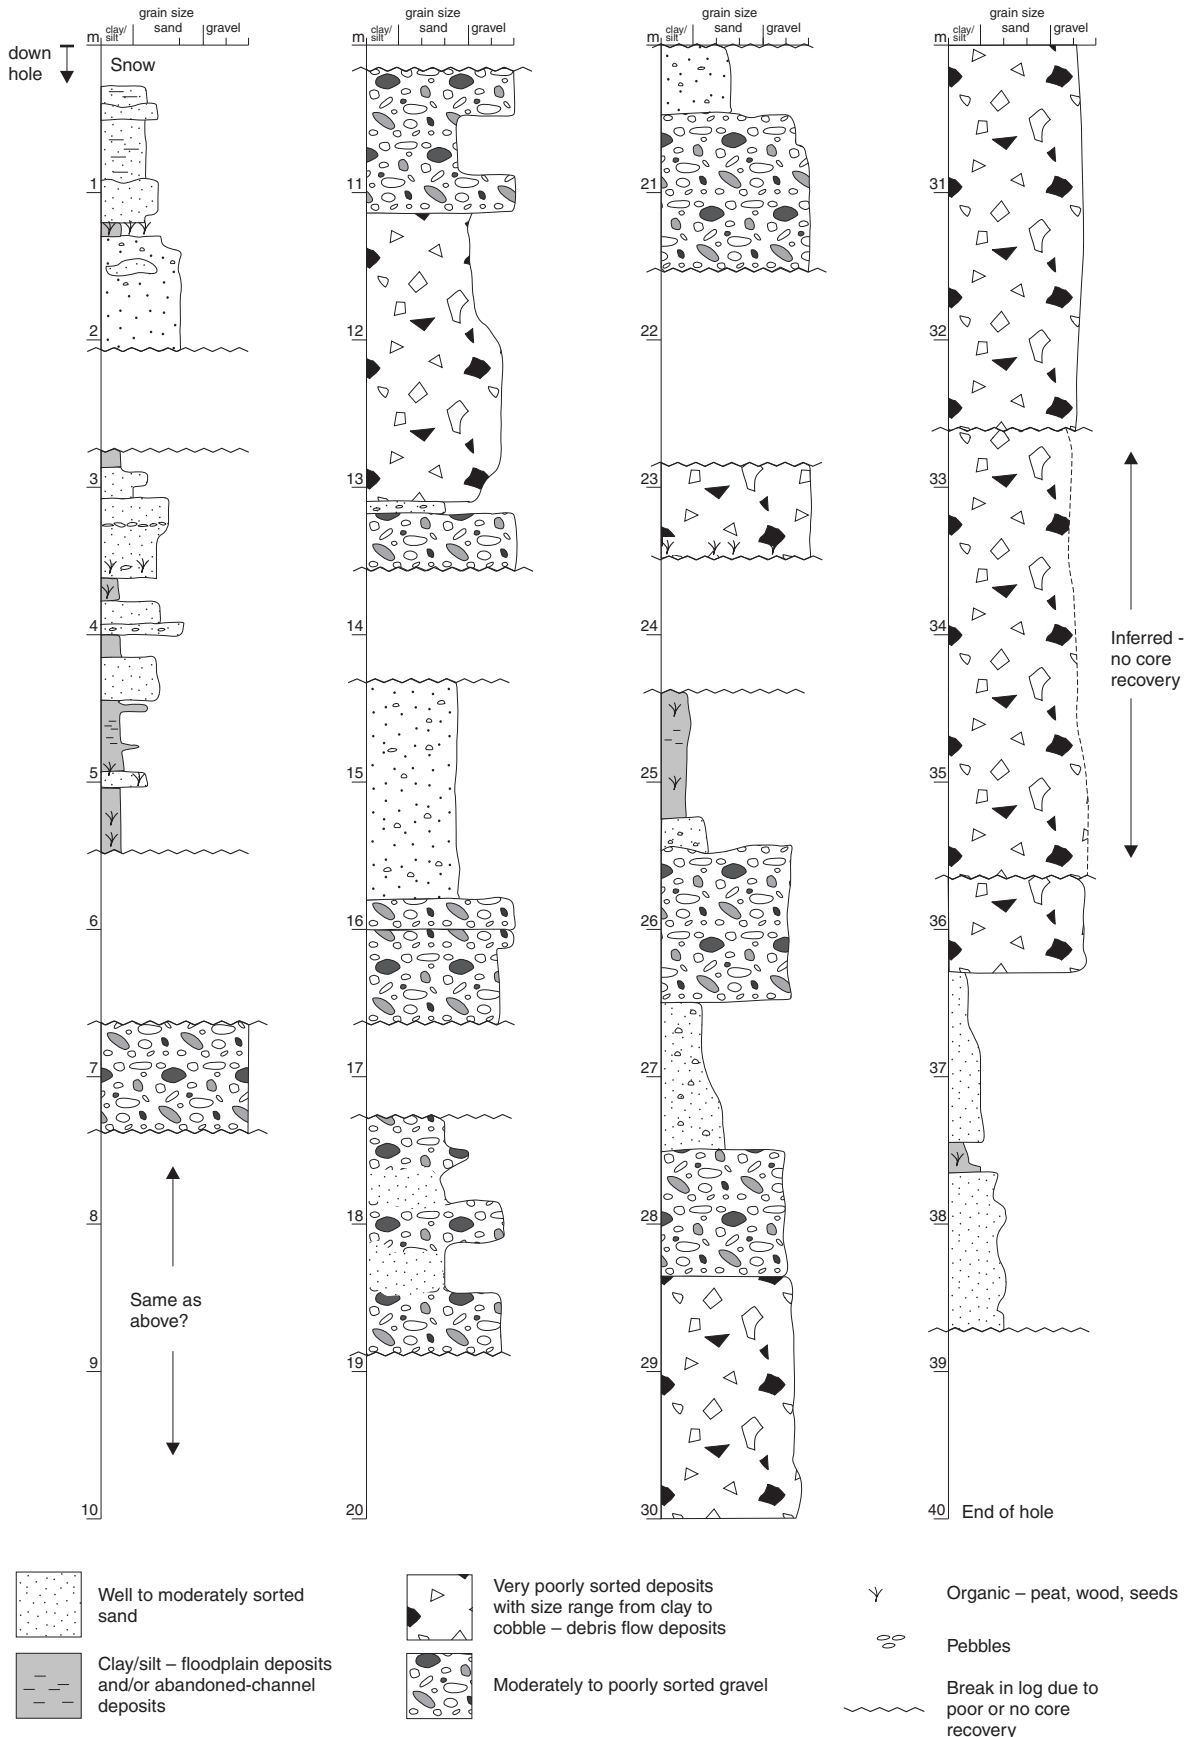 grain size
clay/
silt
sand
gravel
m
down
hole
Snow
1
2
3
4
5
6
7
8
Same as
above?
9
10
grain size
clay/
silt
sand
gravel
m
11
12
13
14
15
16
17
18
19
20
grain size
clay/
silt
sand
gravel
m
21
22
23
24
25
26
27
28
29
30
grain size
clay/
silt
sand
gravel
m
31
32
33
34
Inferred -
no core
recovery
35
36
37
38
39
40
End of hole
Well to moderately sorted
sand
Clay/silt – floodplain deposits
and/or abandoned-channel
deposits
Very poorly sorted deposits
with size range from clay to
cobble – debris flow deposits
Moderately to poorly sorted gravel
Organic – peat, wood, seeds
Pebbles
Break in log due to
poor or no core
recovery